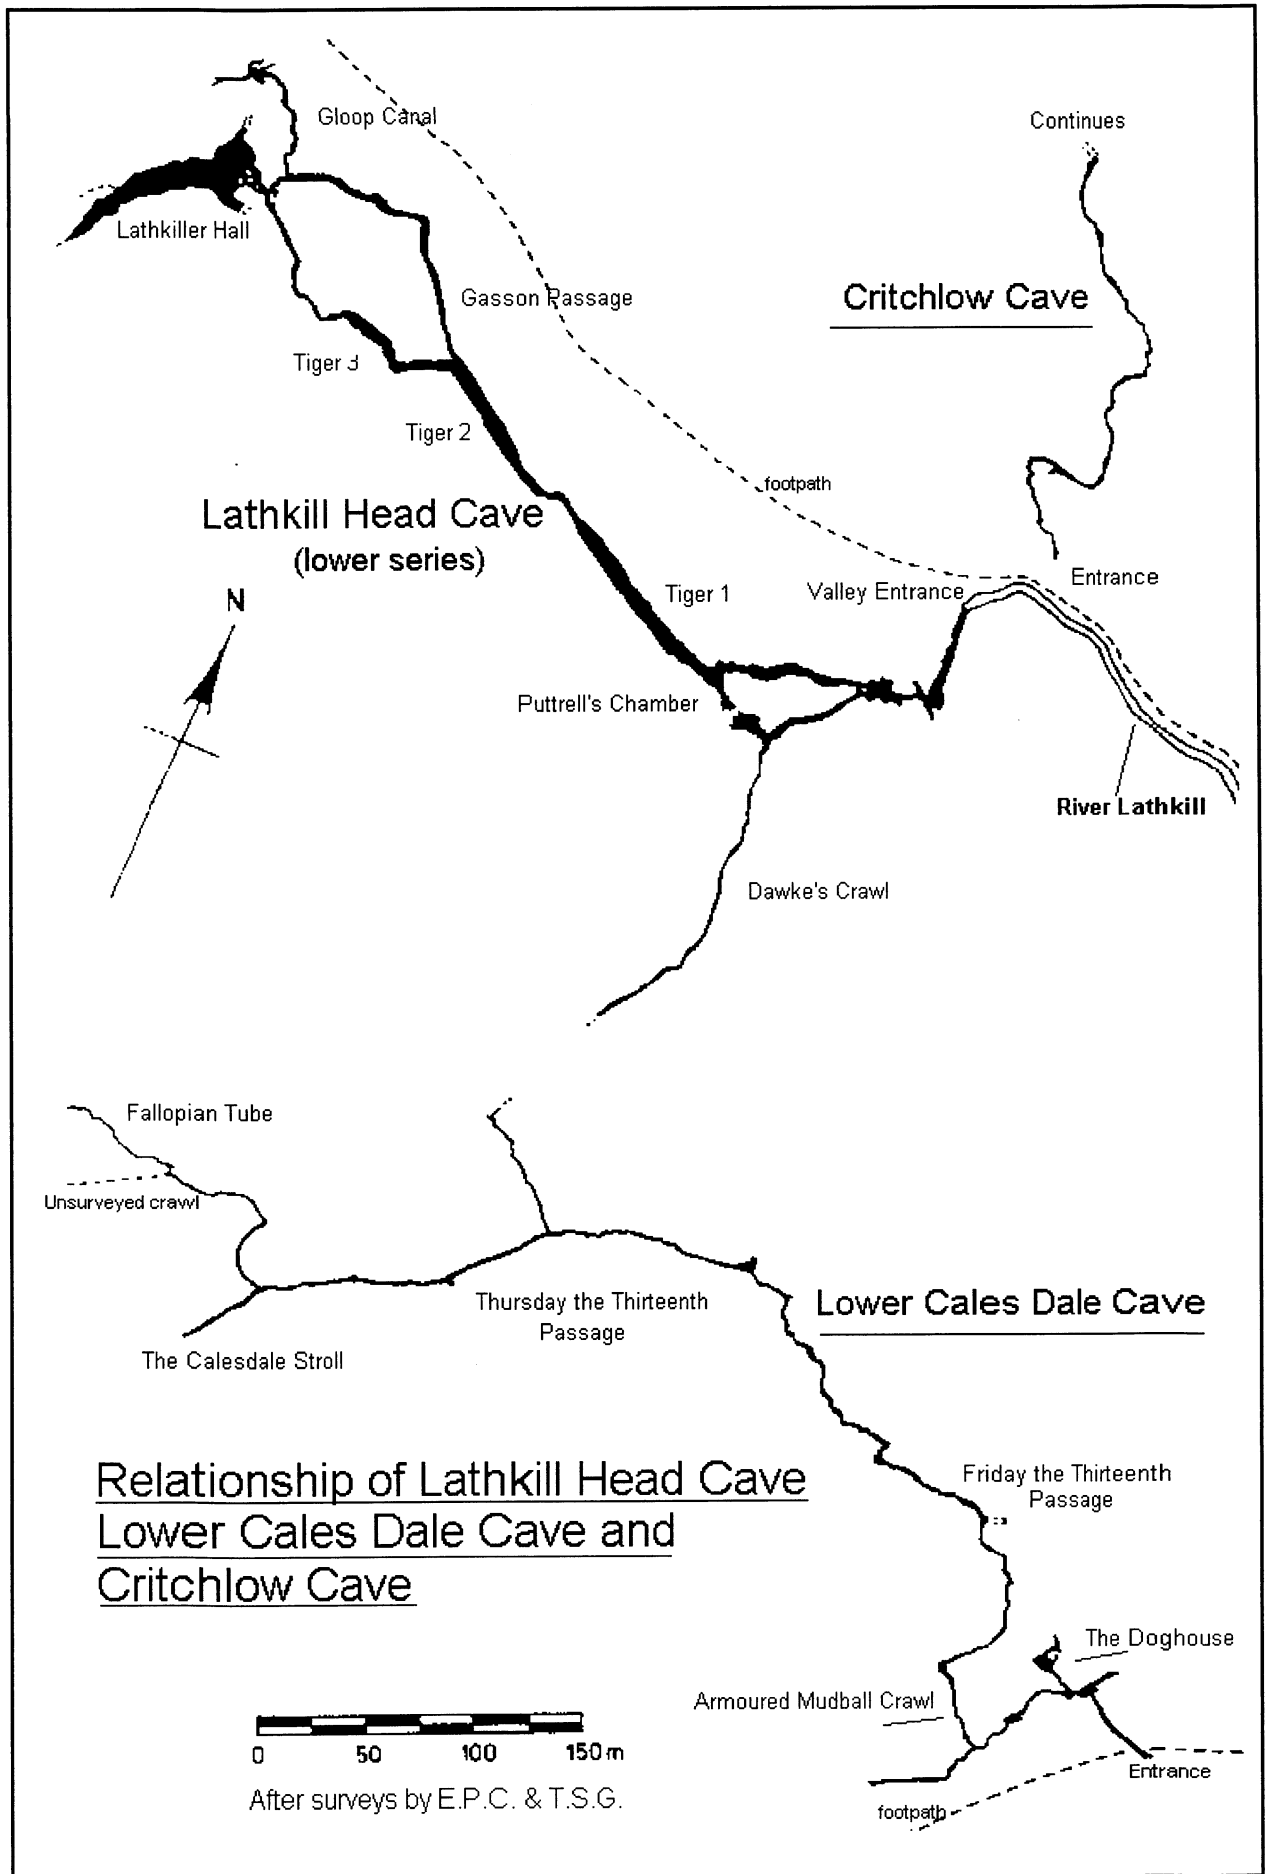 Gloop Canal
Continues
Lathkiller Hall
Critchlow Cave
Gasson Passage
Tiger 3
Tiger 2
footpath
Lathkill Head Cave
(lower series)
N
Tiger 1
Valley Entrance
Entrance
Puttrell's Chamber
River Lathkill
Dawke's Crawl
Fallopian Tube
Unsurveyed crawl
Thursday the Thirteenth
Passage
Lower Cales Dale Cave
The Calesdale Stroll
Relationship of Lathkill Head Cave
Lower Cales Dale Cave and
Critchlow Cave
Friday the Thirteenth
Passage
The Doghouse
Armoured Mudball Crawl
0 50 100 150 m
After surveys by E.P.C. & T.S.G.
Entrance
footpath